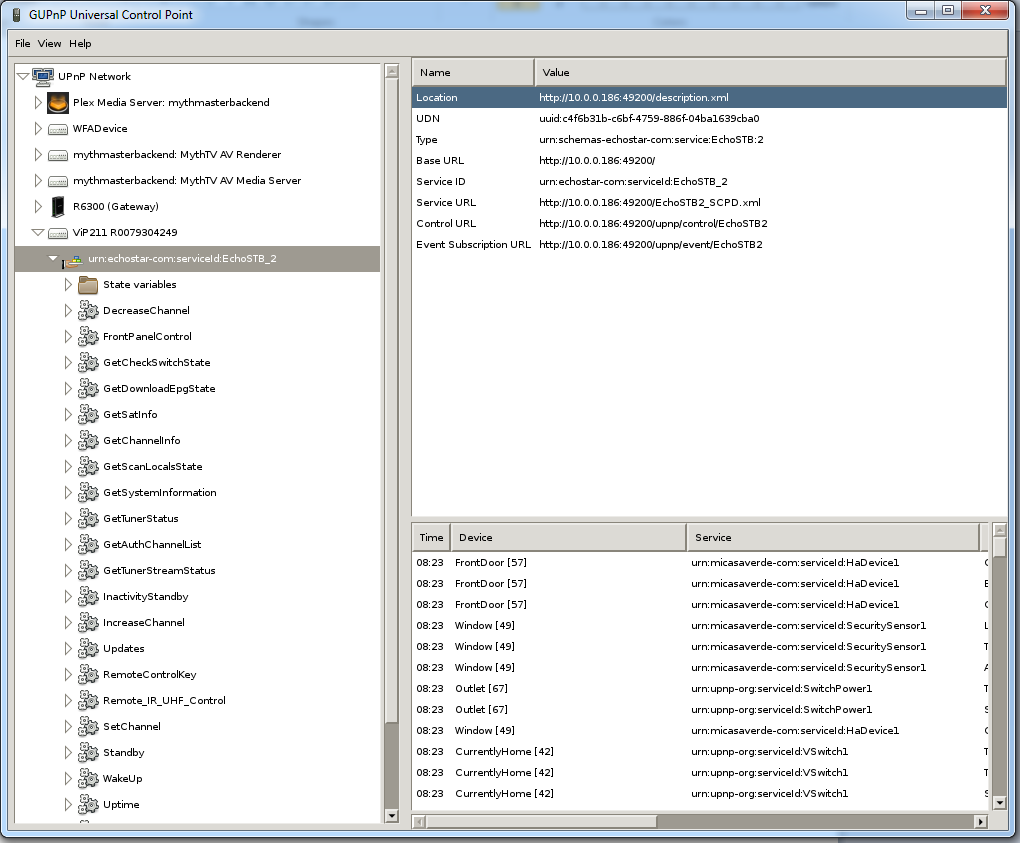 GUPnP Universal Control Point
File View Help
UPnP Network
Plex Media Server: mythmasterbackend
WFADevice
mythmasterbackend: MythTV AV Renderer
mythmasterbackend: MythTV AV Media Server
R6300 (Gateway)
ViP211 R0079304249
urn:echostar-com:serviceId:EchoSTB_2
State variables
DecreaseChannel
FrontPanelControl
GetCheckSwitchState
GetDownloadEpgState
GetSatInfo
GetChannelInfo
GetScanLocalsState
GetSystemInformation
GetTunerStatus
GetAuthChannelList
GetTunerStreamStatus
InactivityStandby
IncreaseChannel
Updates
RemoteControlKey
Remote_IR_UHF_Control
SetChannel
Standby
WakeUp
Uptime
Name Value
Location http://10.0.0.186:49200/description.xml
UDN uuid:c4f6b31b-c6bf-4759-886f-04ba1639cba0
Type urn:schemas-echostar-com:service:EchoSTB:2
Base URL http://10.0.0.186:49200/
Service ID urn:echostar-com:serviceId:EchoSTB_2
Service URL http://10.0.0.186:49200/EchoSTB2_SCPD.xml
Control URL http://10.0.0.186:49200/upnp/control/EchoSTB2
Event Subscription URL http://10.0.0.186:49200/upnp/event/EchoSTB2
Time Device Service
08:23 FrontDoor [57] urn:micasaverde-com:serviceId:HaDevice1
08:23 FrontDoor [57] urn:micasaverde-com:serviceId:HaDevice1
08:23 FrontDoor [57] urn:micasaverde-com:serviceId:HaDevice1
08:23 Window [49] urn:micasaverde-com:serviceId:SecuritySensor1
08:23 Window [49] urn:micasaverde-com:serviceId:SecuritySensor1
08:23 Window [49] urn:micasaverde-com:serviceId:SecuritySensor1
08:23 Outlet [67] urn:upnp-org:serviceId:SwitchPower1
08:23 Outlet [67] urn:upnp-org:serviceId:SwitchPower1
08:23 Window [49] urn:micasaverde-com:serviceId:HaDevice1
08:23 CurrentlyHome [42] urn:upnp-org:serviceId:VSwitch1
08:23 CurrentlyHome [42] urn:upnp-org:serviceId:VSwitch1
08:23 CurrentlyHome [42] urn:upnp-org:serviceId:VSwitch1